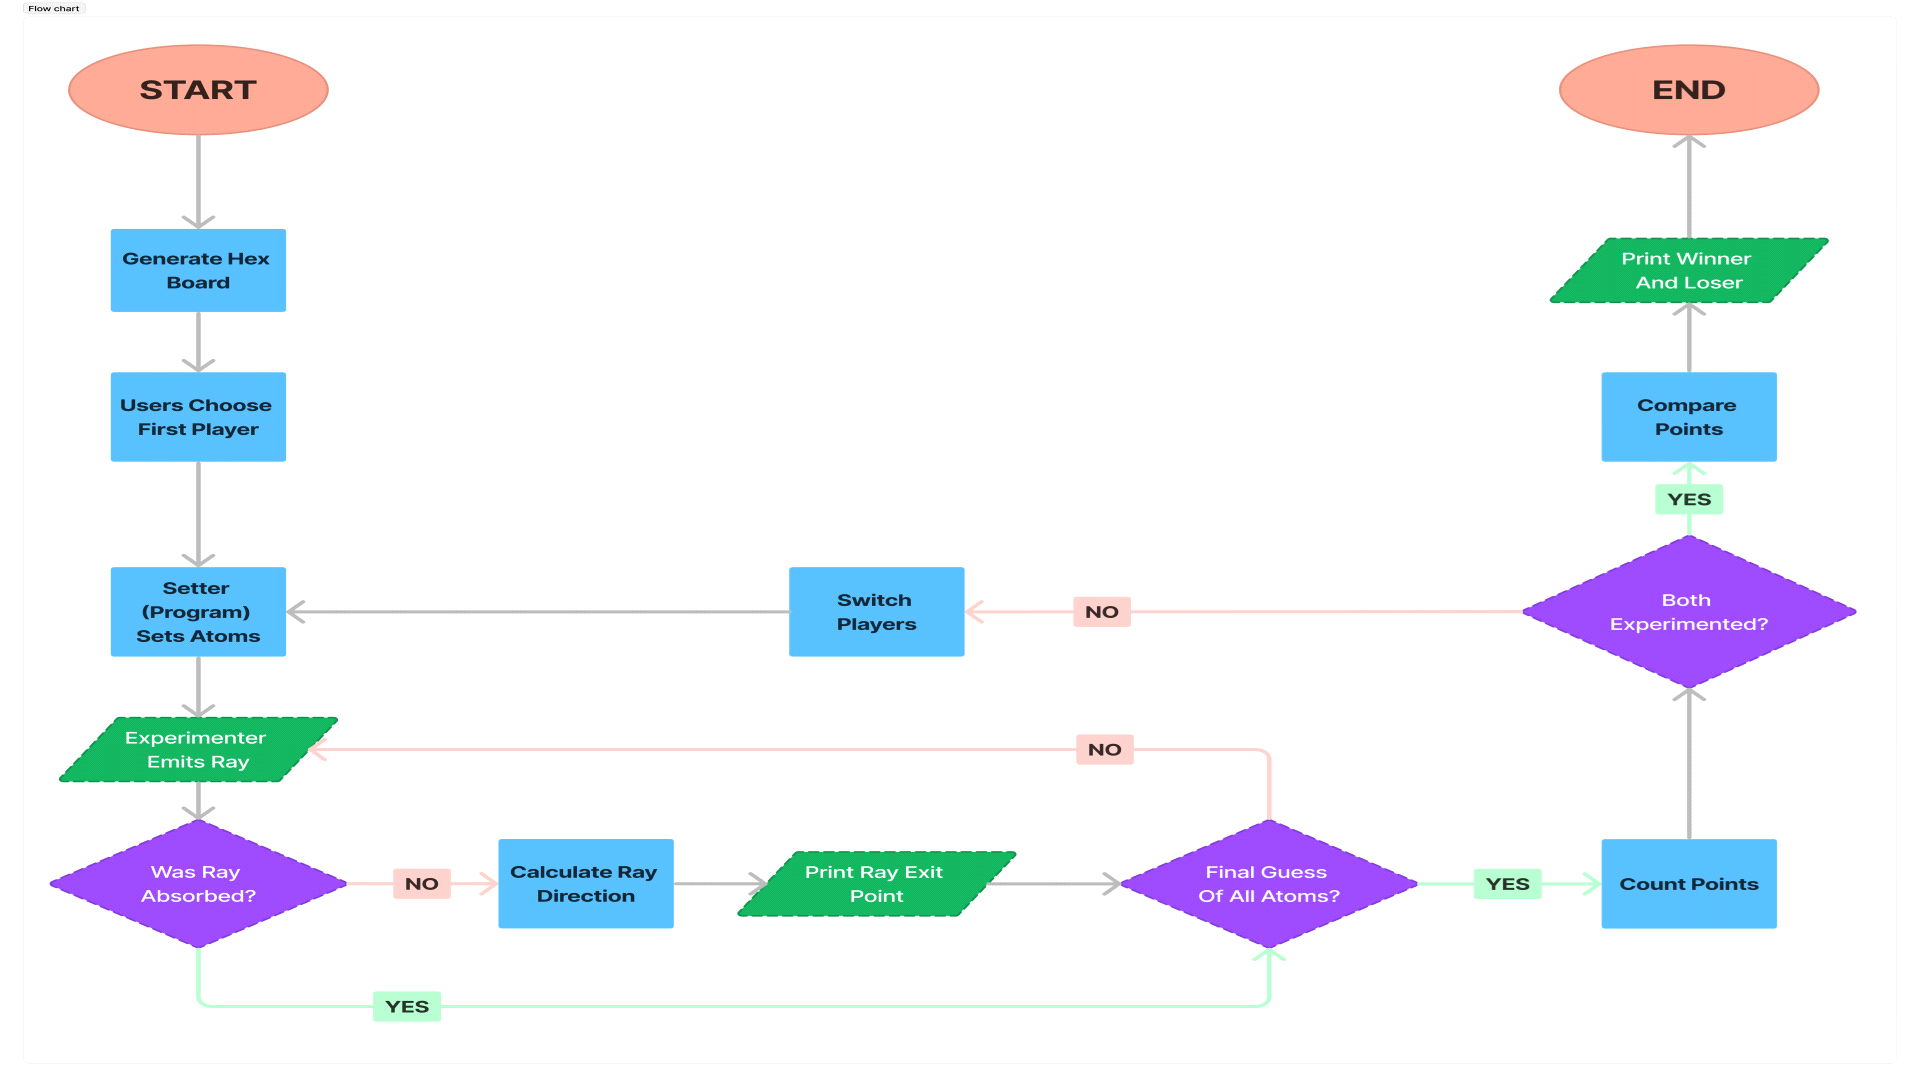 Flow chart
START
END
Generate Hex
Board
Print Winner
And Loser
Users Choose
First Player
Compare
Points
YES
Setter
(Program)
Sets Atoms
Switch
Players
NO
Both
Experimented?
Experimenter
Emits Ray
NO
Was Ray
Absorbed?
NO
Calculate Ray
Direction
Print Ray Exit
Point
Final Guess
Of All Atoms?
YES
Count Points
YES